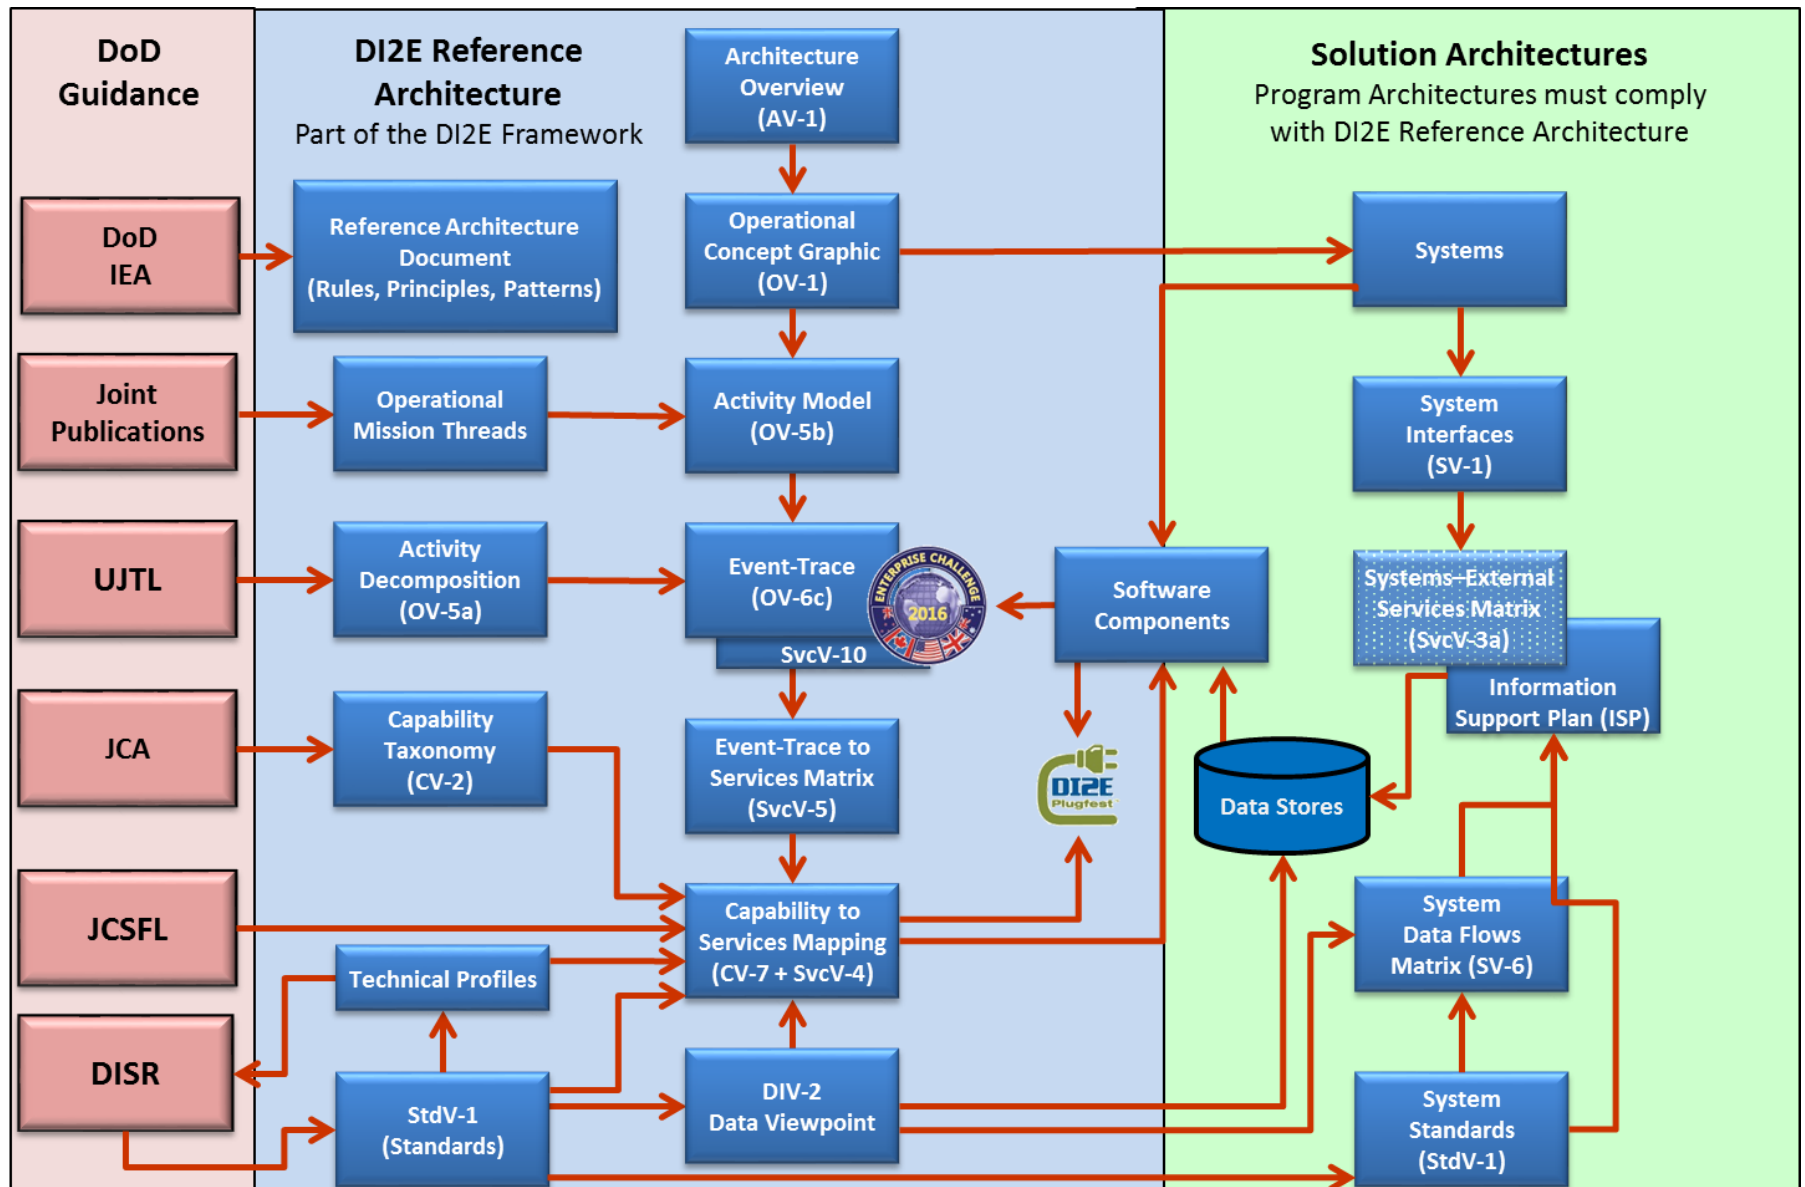 DoD
Guidance
DoD
IEA
Joint
Publications
UJTL
JCA
JCSFL
DISR
DI2E Reference
Architecture
Part of the DI2E Framework
Architecture
Overview
(AV-1)
Reference Architecture
Document
(Rules, Principles, Patterns)
Operational
Concept Graphic
(OV-1)
Operational
Mission Threads
Activity Model
(OV-5b)
Activity
Decomposition
(OV-5a)
Event-Trace
(OV-6c)
SvcV-10
ENTERPRISE CHALLENGE
2016
Capability
Taxonomy
(CV-2)
Event-Trace to
Services Matrix
(SvcV-5)
DI2E
Plugfest
Capability to
Services Mapping
(CV-7 + SvcV-4)
Technical Profiles
StdV-1
(Standards)
DIV-2
Data Viewpoint
Solution Architectures
Program Architectures must comply
with DI2E Reference Architecture
Systems
System
Interfaces
(SV-1)
Software
Components
Systems–External
Services Matrix
(SvcV-3a)
Information
Support Plan (ISP)
Data Stores
System
Data Flows
Matrix (SV-6)
System
Standards
(StdV-1)